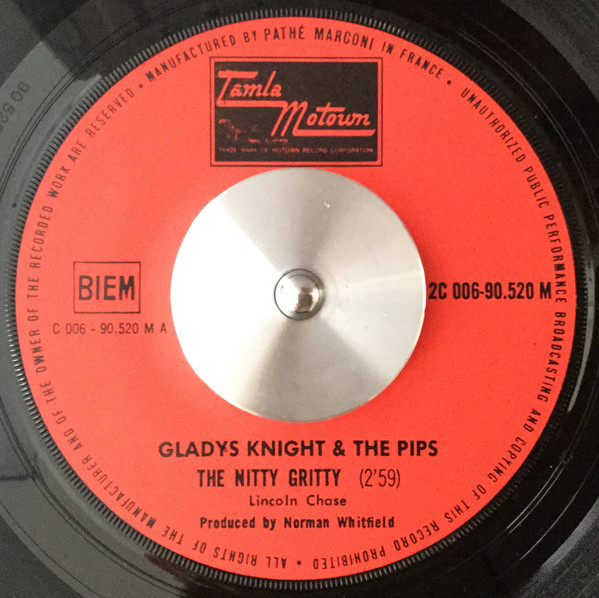 • MANUFACTURED BY PATHÉ MARCONI IN FRANCE •
UNAUTHORIZED PUBLIC PERFORMANCE BROADCASTING AND COPYING OF THIS RECORD PROHIBITED • ALL RIGHTS OF THE MANUFACTURER AND OF THE OWNER OF THE RECORDED WORK ARE RESERVED
Tamla
Motown
TRADE MARK OF MOTOWN RECORD CORPORATION
BIEM
2C 006-90.520 M
C 006 - 90.520 M A
GLADYS KNIGHT & THE PIPS
THE NITTY GRITTY (2'59)
Lincoln Chase
Produced by Norman Whitfield